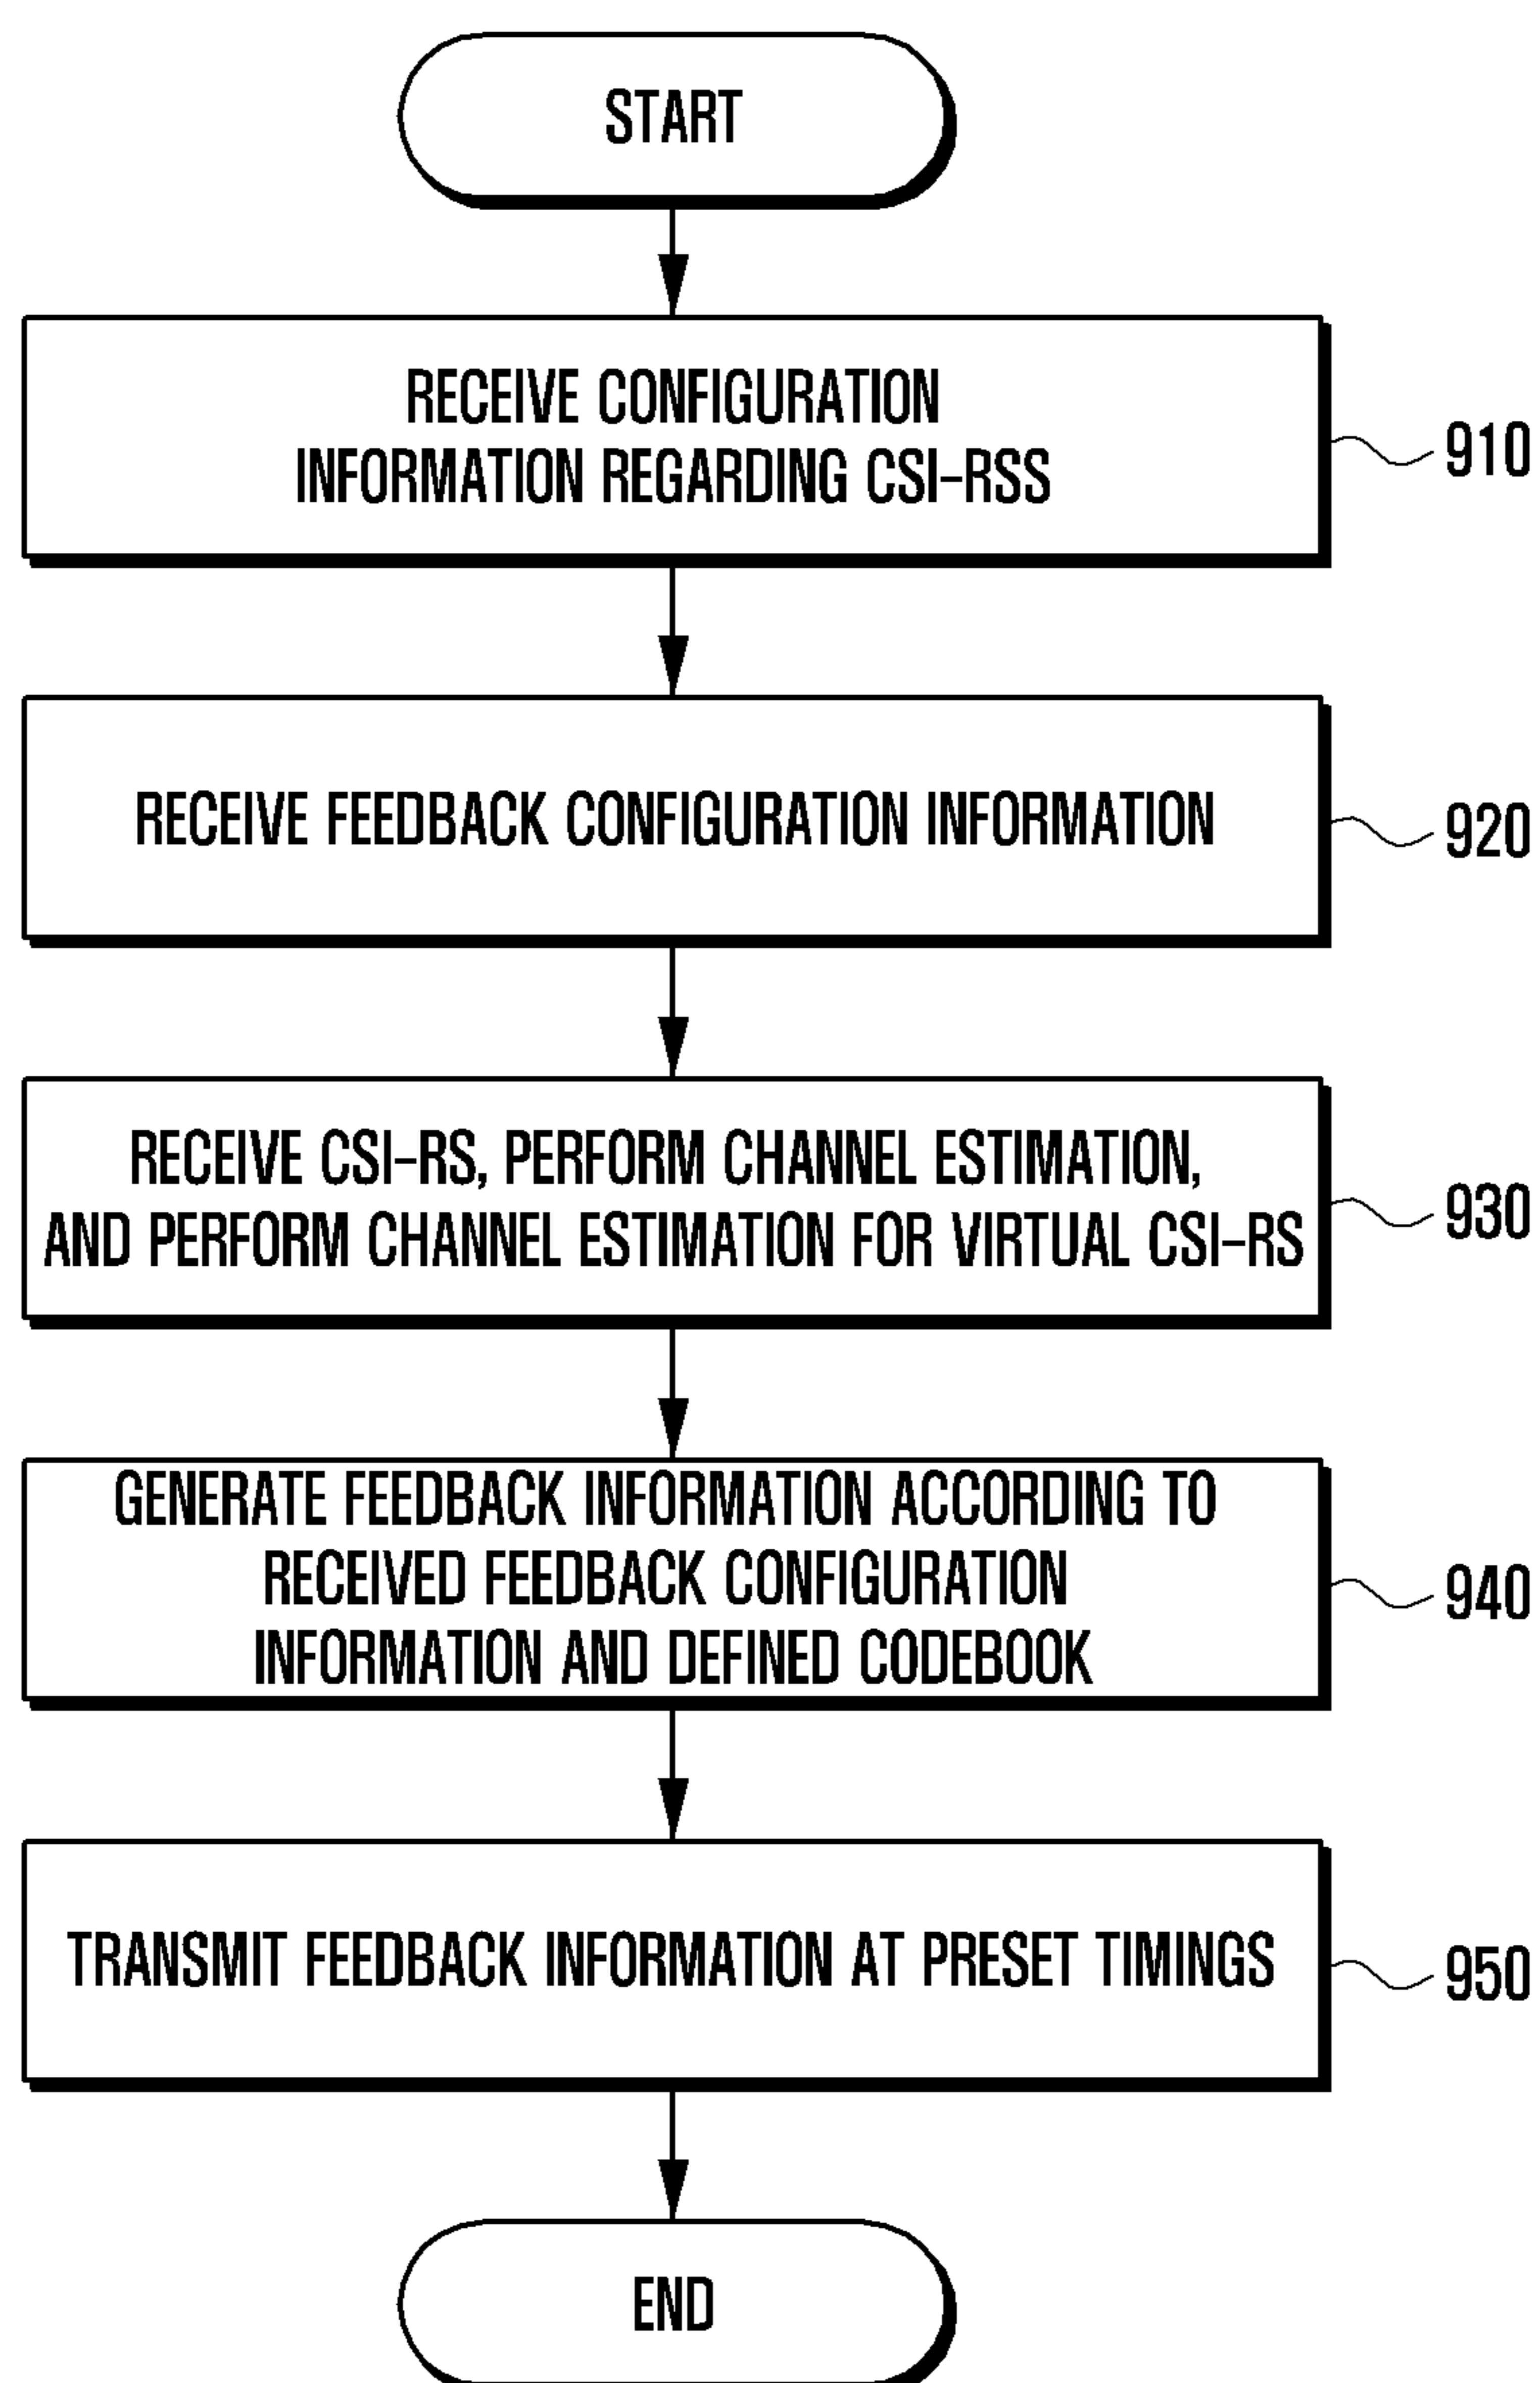 START
RECEIVE CONFIGURATION
INFORMATION REGARDING CSI-RSS
910
RECEIVE FEEDBACK CONFIGURATION INFORMATION
920
RECEIVE CSI-RS, PERFORM CHANNEL ESTIMATION,
AND PERFORM CHANNEL ESTIMATION FOR VIRTUAL CSI-RS
930
GENERATE FEEDBACK INFORMATION ACCORDING TO
RECEIVED FEEDBACK CONFIGURATION
INFORMATION AND DEFINED CODEBOOK
940
TRANSMIT FEEDBACK INFORMATION AT PRESET TIMINGS
950
END